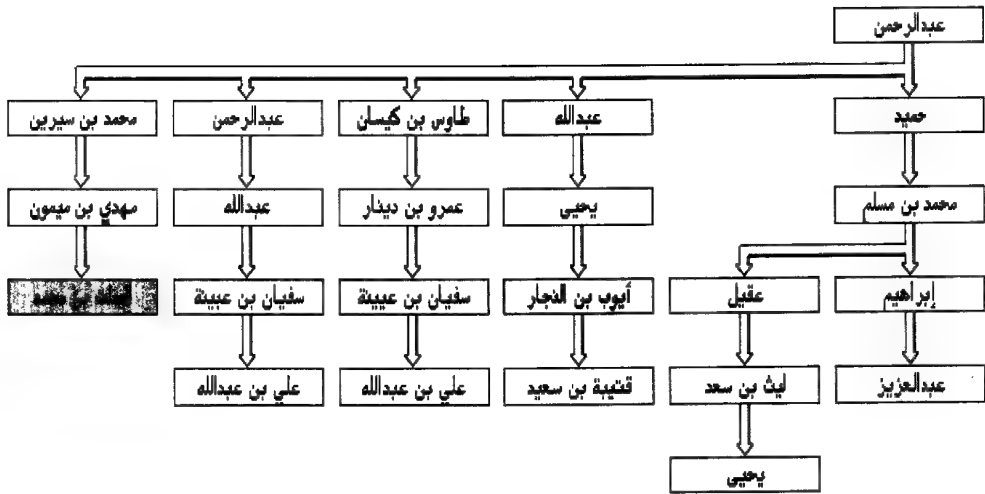 عبدالرحمن
حميد
عبدالله
طاوس بن كيسان
عبدالرحمن
محمد بن سيرين
محمد بن مسلم
يحيى
عمرو بن دينار
عبدالله
مهدي بن ميمون
إبراهيم
عقيل
أيوب بن النجار
سفيان بن عيينة
سفيان بن عيينة
بن محمد
عبدالعزيز
ليث بن سعد
قتيبة بن سعيد
علي بن عبدالله
علي بن عبدالله
يحيى